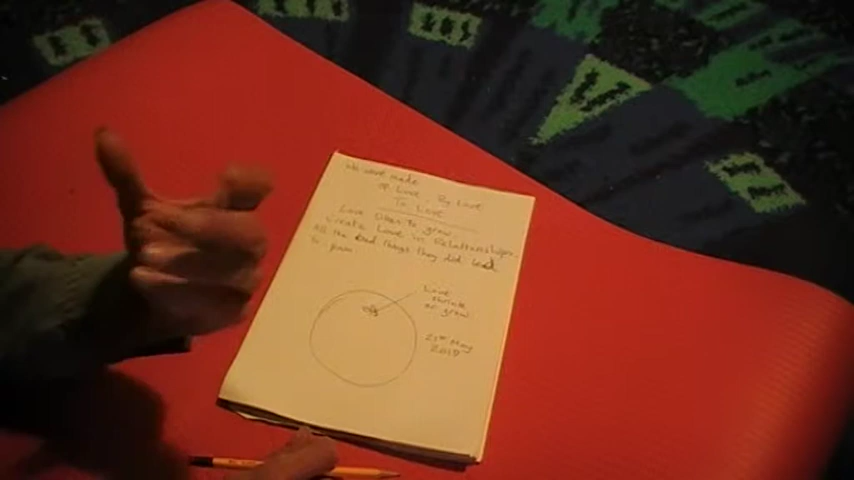 We were made
of Love, By Love
To Love
Love likes to grow.
Create Love in Relationships.
All the bad things they did lead
To pain
Love
shrink
or grow
21st May
2019